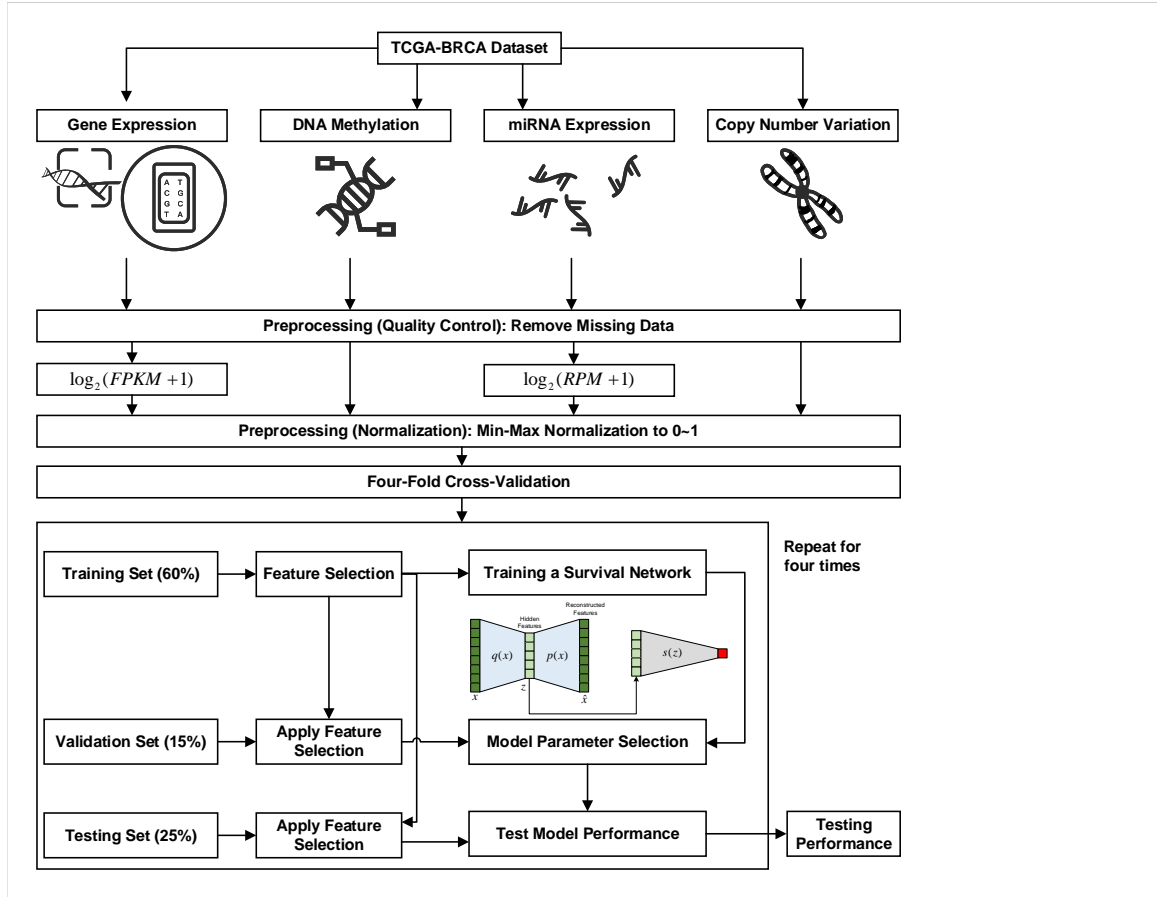 TCGA-BRCA Dataset
Gene Expression
DNA Methylation
miRNA Expression
Copy Number Variation
A T
C G
G C
T A
Preprocessing (Quality Control): Remove Missing Data
log₂(FPKM +1)
log₂(RPM +1)
Preprocessing (Normalization): Min-Max Normalization to 0~1
Four-Fold Cross-Validation
Repeat for
four times
Training Set (60%)
Feature Selection
Training a Survival Network
Hidden
Features
Reconstructed
Features
q(x)
p(x)
s(z)
x
z
x̂
Validation Set (15%)
Apply Feature
Selection
Model Parameter Selection
Testing Set (25%)
Apply Feature
Selection
Test Model Performance
Testing
Performance